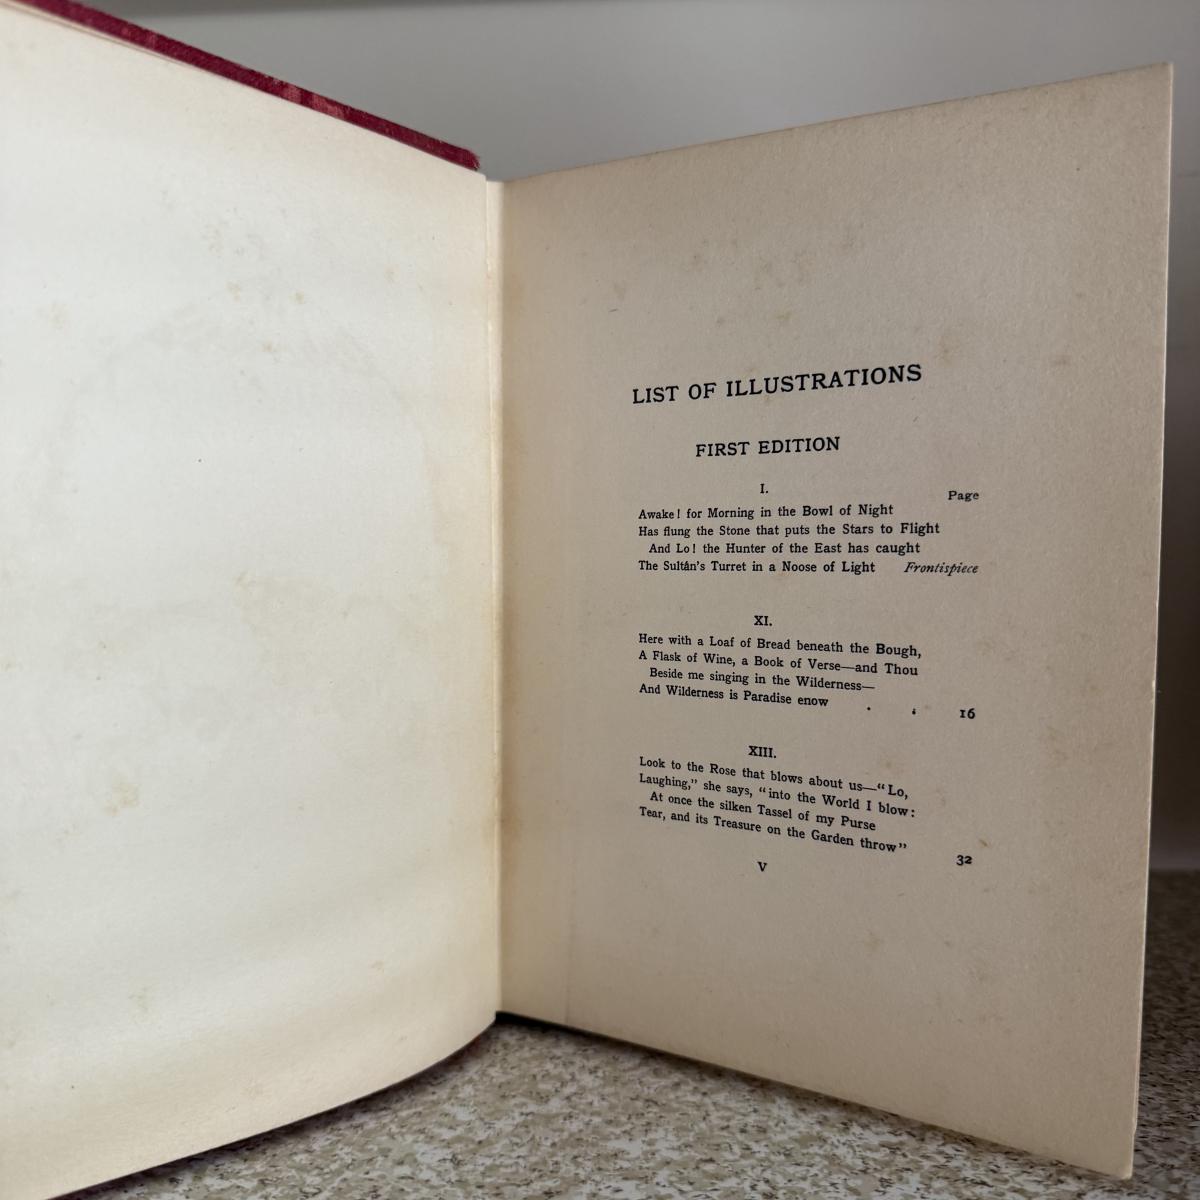 LIST OF ILLUSTRATIONS
FIRST EDITION
I.
Page
Awake! for Morning in the Bowl of Night
Has flung the Stone that puts the Stars to Flight
And Lo! the Hunter of the East has caught
The Sultán's Turret in a Noose of Light Frontispiece
XI.
Here with a Loaf of Bread beneath the Bough,
A Flask of Wine, a Book of Verse—and Thou
Beside me singing in the Wilderness—
And Wilderness is Paradise enow . . 16
XIII.
Look to the Rose that blows about us—“Lo,
Laughing,” she says, “into the World I blow:
At once the silken Tassel of my Purse
Tear, and its Treasure on the Garden throw” 32
V